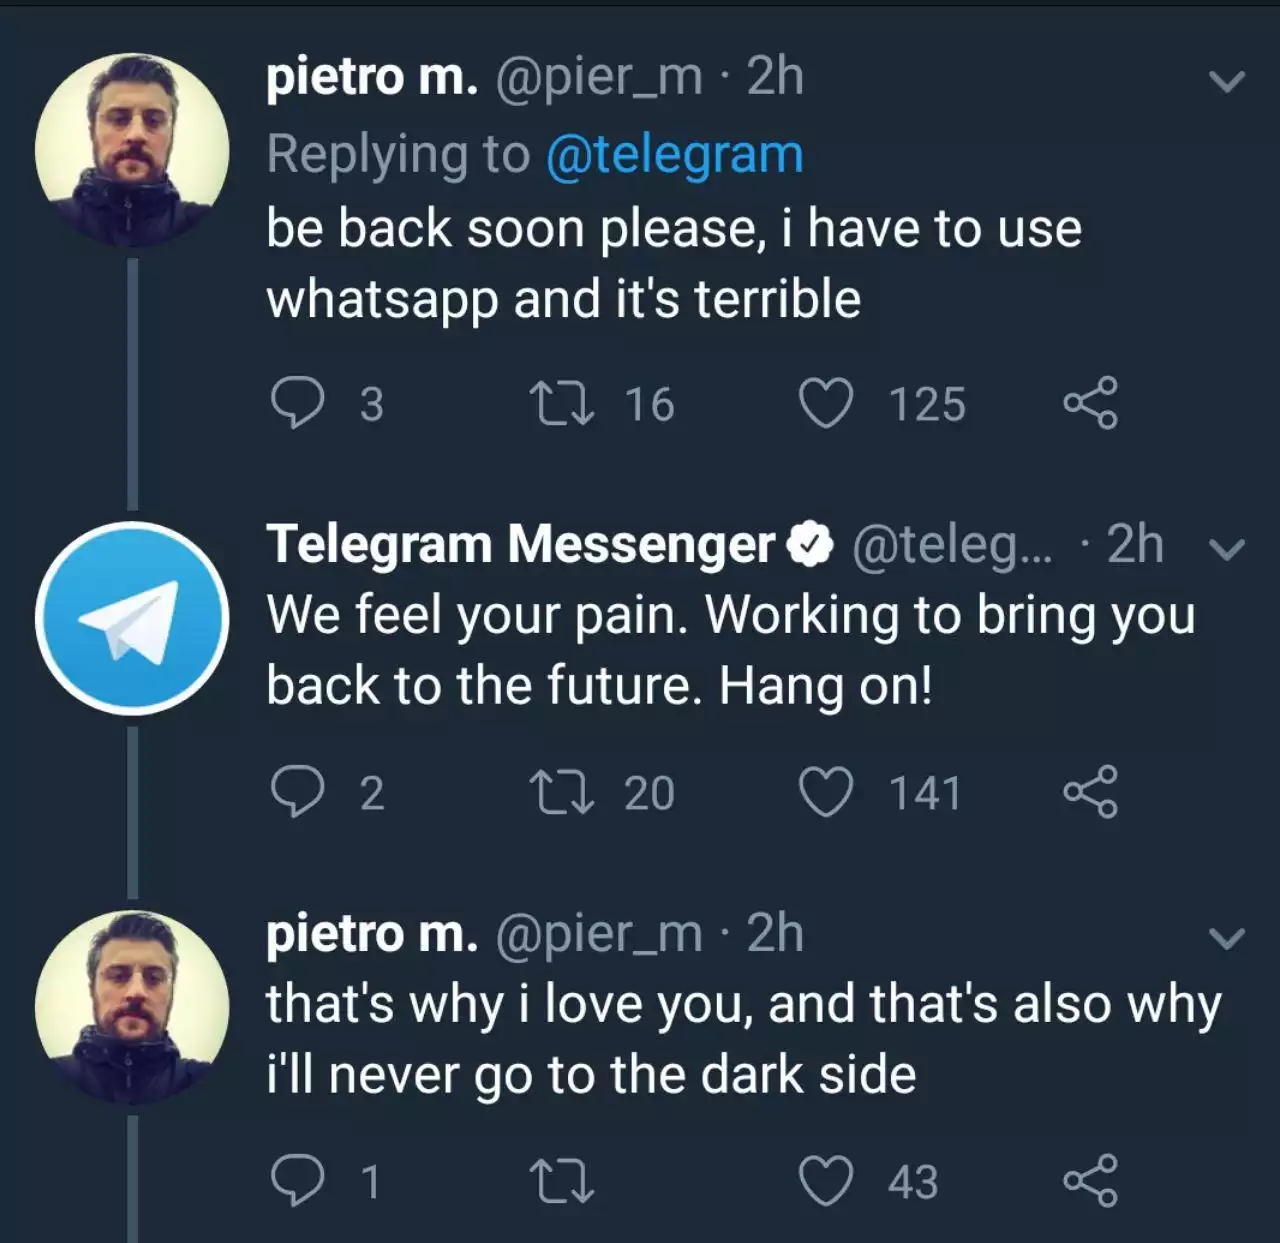 pietro m. @pier_m · 2h
Replying to @telegram
be back soon please, i have to use
whatsapp and it's terrible
3 16 125
Telegram Messenger @teleg... · 2h
We feel your pain. Working to bring you
back to the future. Hang on!
2 20 141
pietro m. @pier_m · 2h
that's why i love you, and that's also why
i'll never go to the dark side
1 43